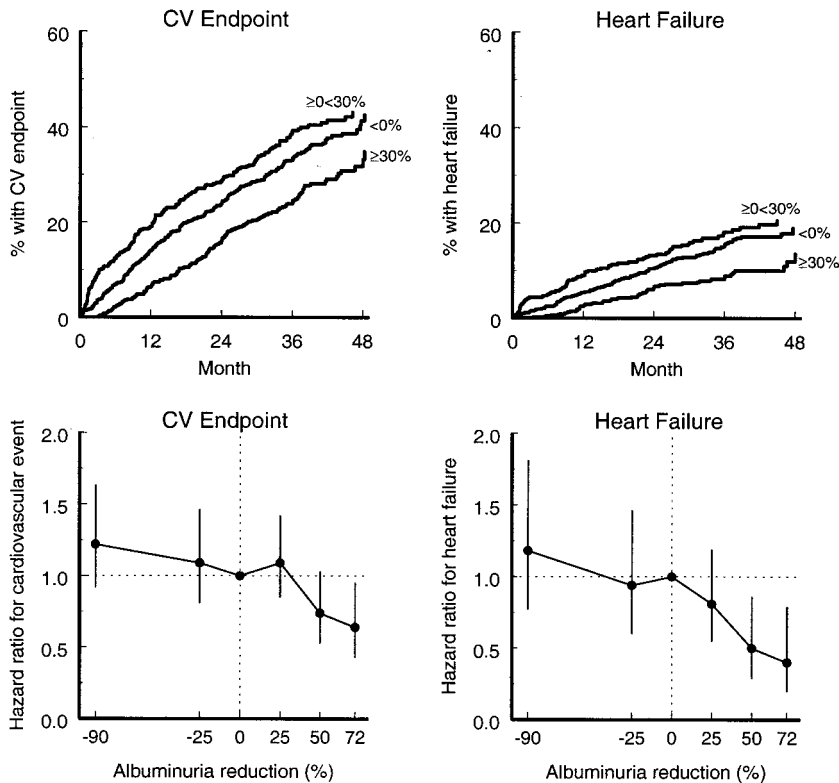 CV Endpoint
% with CV endpoint
60
40
20
0
≥0<30%
<0%
≥30%
0 12 24 36 48
Month
Heart Failure
% with heart failure
60
40
20
0
≥0<30%
<0%
≥30%
0 12 24 36 48
Month
CV Endpoint
Hazard ratio for cardiovascular event
2.0
1.5
1.0
0.5
0.0
-90 -25 0 25 50 72
Albuminuria reduction (%)
Heart Failure
Hazard ratio for heart failure
2.0
1.5
1.0
0.5
0.0
-90 -25 0 25 50 72
Albuminuria reduction (%)